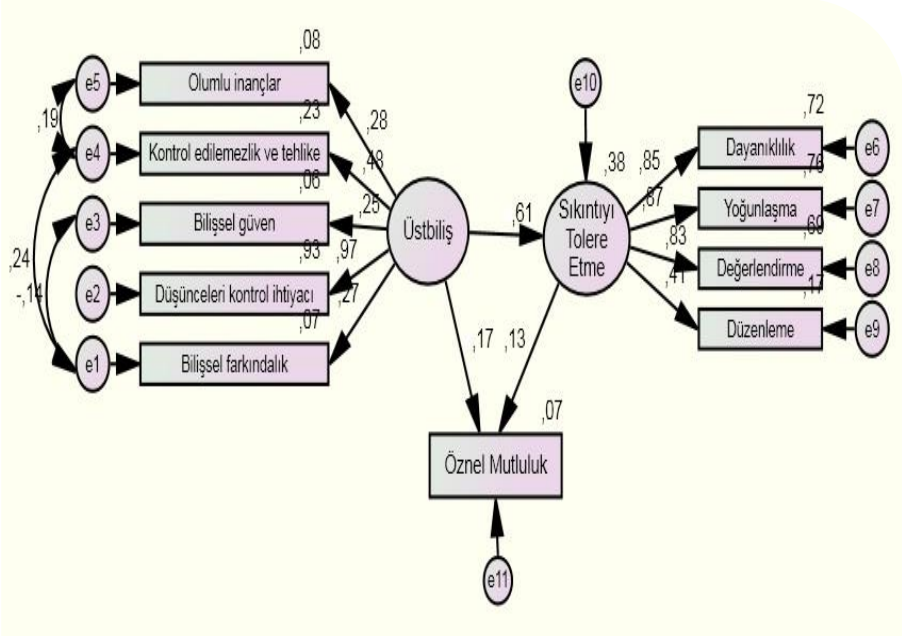 ,08
e5
Olumlu inançlar
,23
,28
,19
e4
Kontrol edilemezlik ve tehlike
,48
,06
e3
Bilişsel güven
,25
,93
,97
,24
-,14
e2
Düşünceleri kontrol ihtiyacı
,27
,07
e1
Bilişsel farkındalık
Üstbiliş
,61
e10
,38
Sıkıntıyı
Tolere
Etme
,85
,72
Dayanıklılık
e6
,87
,76
Yoğunlaşma
e7
,83
,69
Değerlendirme
e8
,41
,17
Düzenleme
e9
,17
,13
,07
Öznel Mutluluk
e11